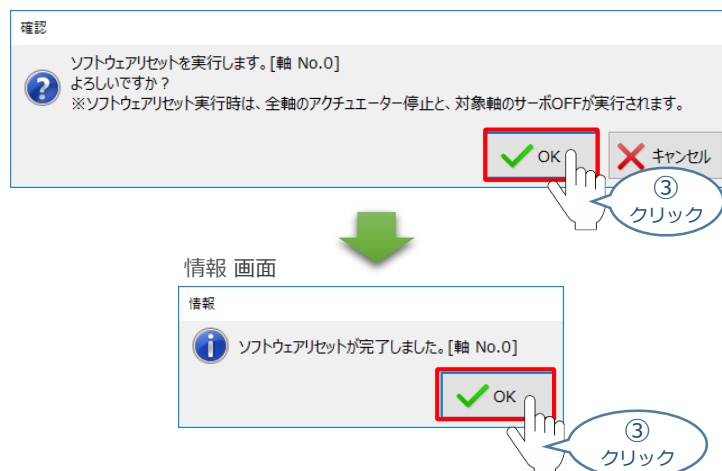 確認
ソフトウェアリセットを実行します。[軸 No.0]
よろしいですか？
※ソフトウェアリセット実行時は、全軸のアクチュエーター停止と、対象軸のサーボOFFが実行されます。
OK
キャンセル
③
クリック
情報 画面
情報
ソフトウェアリセットが完了しました。[軸 No.0]
OK
③
クリック